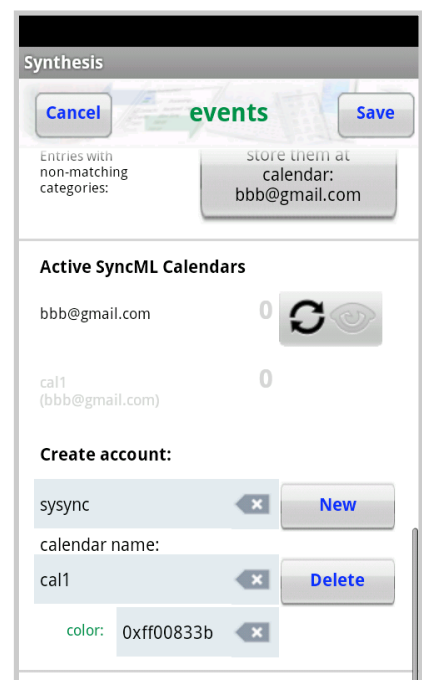 Synthesis
Cancel
events
Save
Entries with
non-matching
categories:
store them at
calendar:
bbb@gmail.com
Active SyncML Calendars
bbb@gmail.com
0
cal1
(bbb@gmail.com)
0
Create account:
sysync
New
calendar name:
cal1
Delete
color:
0xff00833b